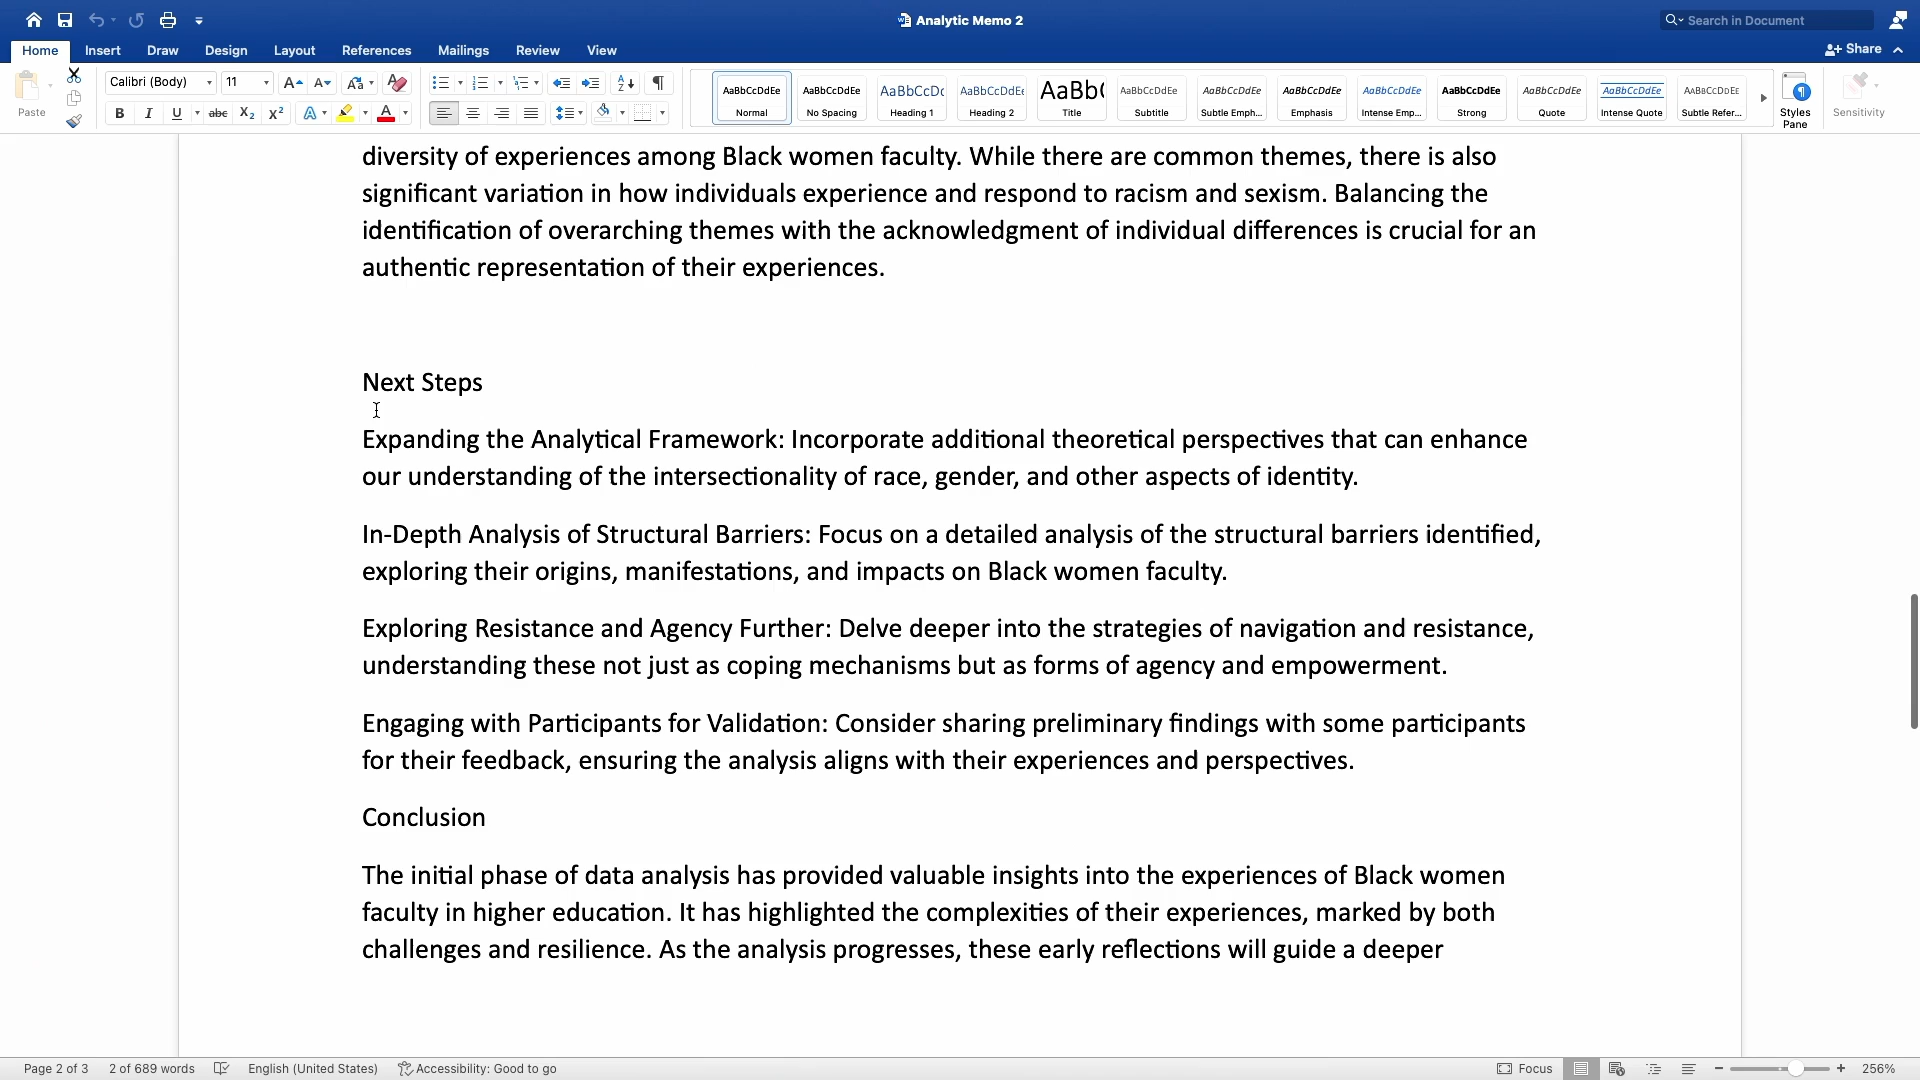 Analytic Memo 2
Search in Document
Home Insert Draw Design Layout References Mailings Review View
Share
Paste
Calibri (Body) 11
AaBbCcDdEe AaBbCcDdEe AaBbCcDc AaBbCcDdEe AaBb( AaBbCcDdEe AaBbCcDdEe AaBbCcDdEe AaBbCcDdEe AaBbCcDdEe AaBbCcDdEe AaBbCcDdEe AaBbCcDdEe
Normal No Spacing Heading 1 Heading 2 Title Subtitle Subtle Emph... Emphasis Intense Emp... Strong Quote Intense Quote Subtle Refer...
Styles Pane
Sensitivity
diversity of experiences among Black women faculty. While there are common themes, there is also
significant variation in how individuals experience and respond to racism and sexism. Balancing the
identification of overarching themes with the acknowledgment of individual differences is crucial for an
authentic representation of their experiences.
Next Steps
Expanding the Analytical Framework: Incorporate additional theoretical perspectives that can enhance
our understanding of the intersectionality of race, gender, and other aspects of identity.
In-Depth Analysis of Structural Barriers: Focus on a detailed analysis of the structural barriers identified,
exploring their origins, manifestations, and impacts on Black women faculty.
Exploring Resistance and Agency Further: Delve deeper into the strategies of navigation and resistance,
understanding these not just as coping mechanisms but as forms of agency and empowerment.
Engaging with Participants for Validation: Consider sharing preliminary findings with some participants
for their feedback, ensuring the analysis aligns with their experiences and perspectives.
Conclusion
The initial phase of data analysis has provided valuable insights into the experiences of Black women
faculty in higher education. It has highlighted the complexities of their experiences, marked by both
challenges and resilience. As the analysis progresses, these early reflections will guide a deeper
Page 2 of 3 2 of 689 words English (United States) Accessibility: Good to go Focus 256%